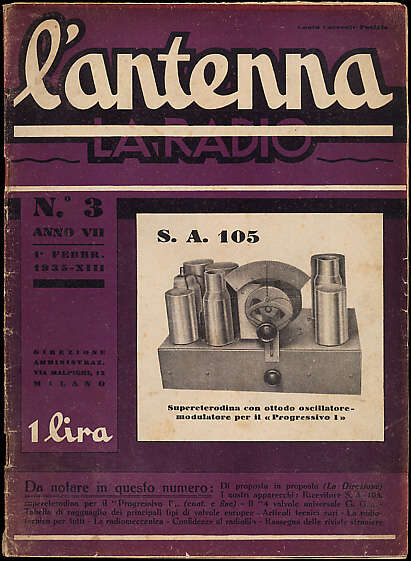 Conto Corrente Postale
l'antenna
LA RADIO
N.° 3
ANNO VII
1° FEBBR.
1935-XIII
S. A. 105
DIREZIONE
AMMINISTRAZ.
VIA MALPIGHI, 12
MILANO
Supereterodina con ottodo oscillatore-
modulatore per il « Progressivo I »
1 lira
Da notare in questo numero: Di proposta in proposta (La Direzione)
I nostri apparecchi: Ricevitore S. A. 105
supereterodina per il "Progressivo I" (cont. e fine) - Il "4 valvole universale
Tabella di ragguaglio dei principali tipi di valvole europee - Articoli tecnici vari - La radio-
tecnica per tutti - La radiomeccanica - Confidenze al radiofilo - Rassegna delle riviste straniere